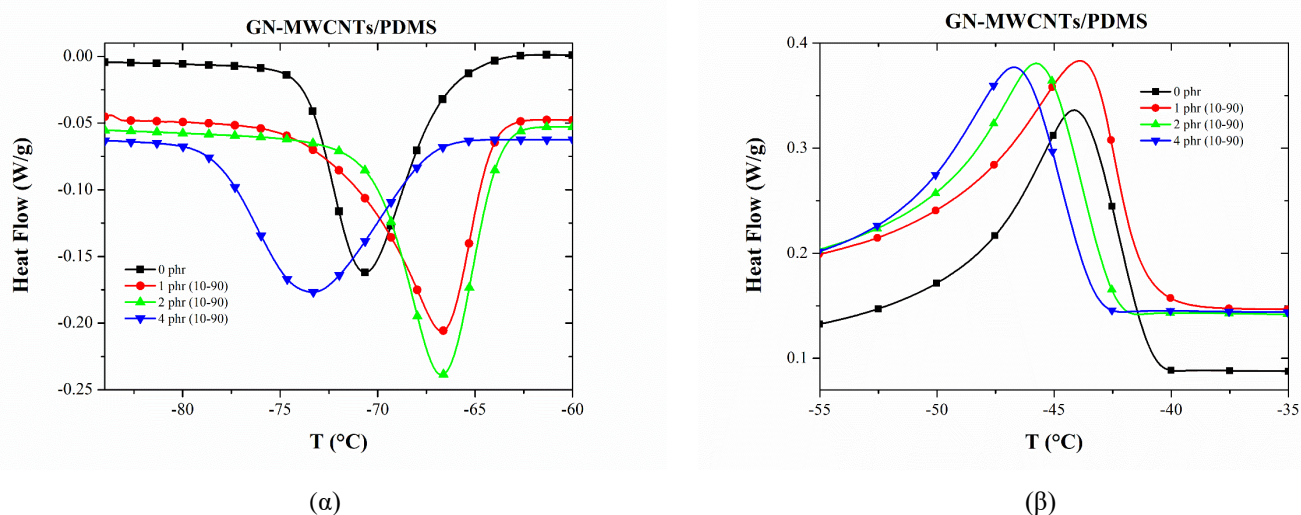 GN-MWCNTs/PDMS
0.00
-0.05
-0.10
-0.15
-0.20
-0.25
Heat Flow (W/g)
0 phr
1 phr (10-90)
2 phr (10-90)
4 phr (10-90)
-80
-75
-70
-65
-60
T (°C)
(α)
GN-MWCNTs/PDMS
0.4
0.3
0.2
0.1
Heat Flow (W/g)
0 phr
1 phr (10-90)
2 phr (10-90)
4 phr (10-90)
-55
-50
-45
-40
-35
T (°C)
(β)